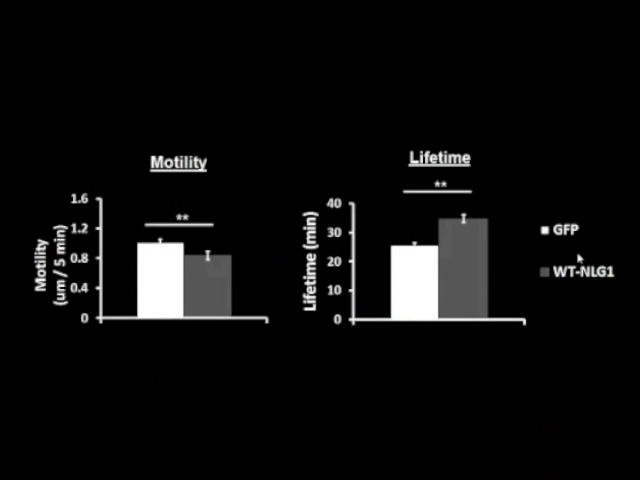 Motility
Motility
(um / 5 min)
1.6
1.2
0.8
0.4
0
**
Lifetime
Lifetime (min)
40
30
20
10
0
**
GFP
WT-NLG1